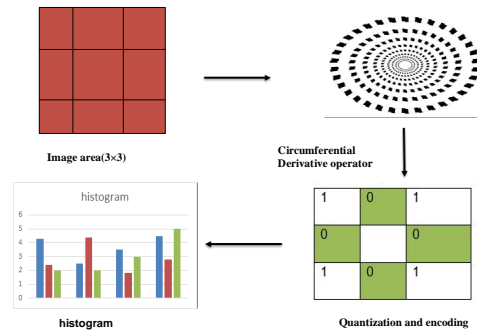 Image area(3×3)
Circumferential
Derivative operator
histogram
6
5
4
3
2
1
0
histogram
1 0 1
0 0
1 0 1
Quantization and encoding